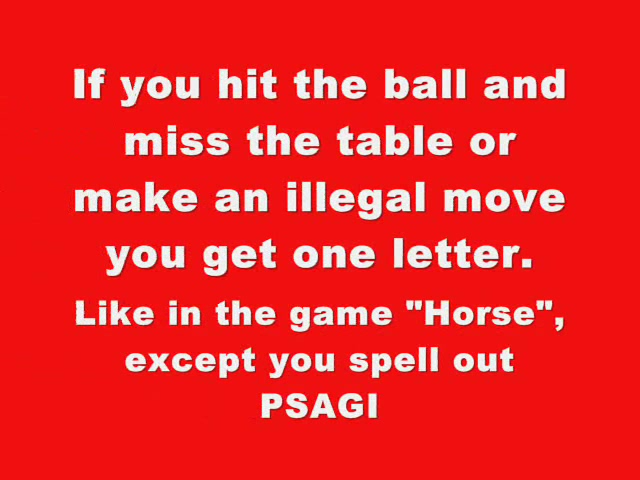 If you hit the ball and
miss the table or
make an illegal move
you get one letter.
Like in the game "Horse",
except you spell out
PSAGI